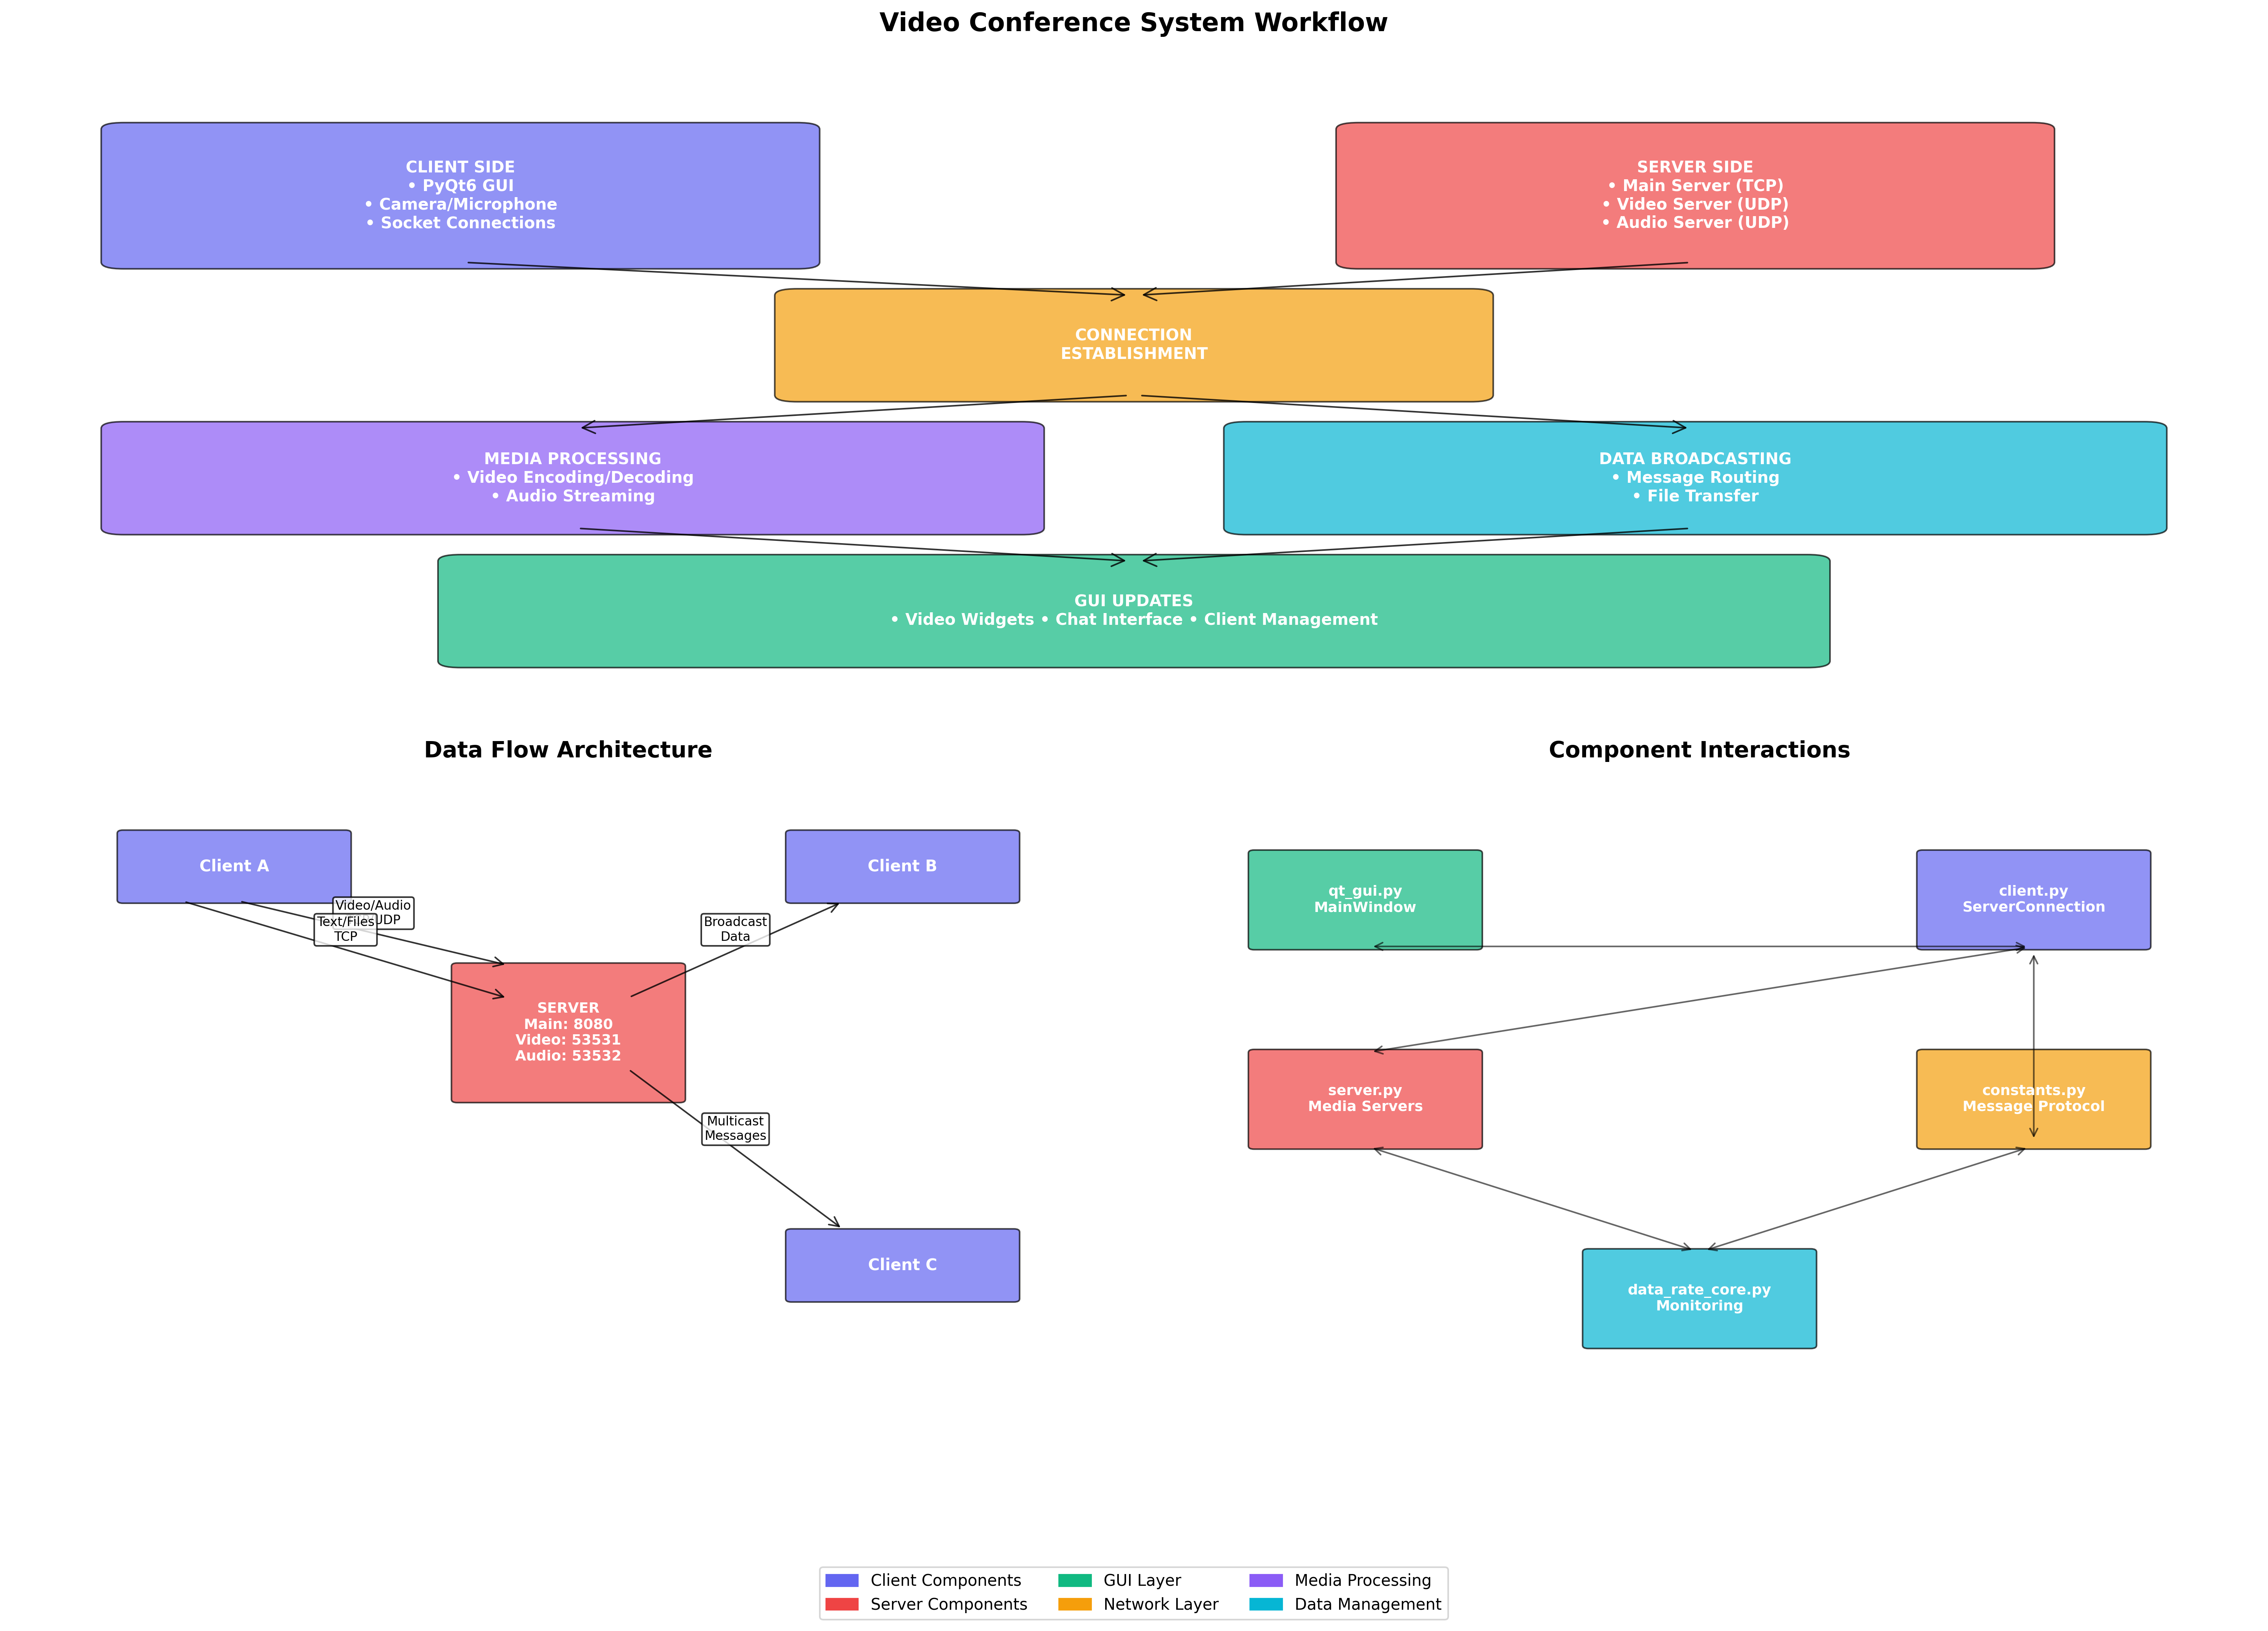 Video Conference System Workflow
CLIENT SIDE
• PyQt6 GUI
• Camera/Microphone
• Socket Connections
SERVER SIDE
• Main Server (TCP)
• Video Server (UDP)
• Audio Server (UDP)
CONNECTION
ESTABLISHMENT
MEDIA PROCESSING
• Video Encoding/Decoding
• Audio Streaming
DATA BROADCASTING
• Message Routing
• File Transfer
GUI UPDATES
• Video Widgets • Chat Interface • Client Management
Data Flow Architecture
Client A
Client B
Video/Audio
UDP
Text/Files
TCP
Broadcast
Data
SERVER
Main: 8080
Video: 53531
Audio: 53532
Multicast
Messages
Client C
Component Interactions
qt_gui.py
MainWindow
client.py
ServerConnection
server.py
Media Servers
constants.py
Message Protocol
data_rate_core.py
Monitoring
Client Components
Server Components
GUI Layer
Network Layer
Media Processing
Data Management